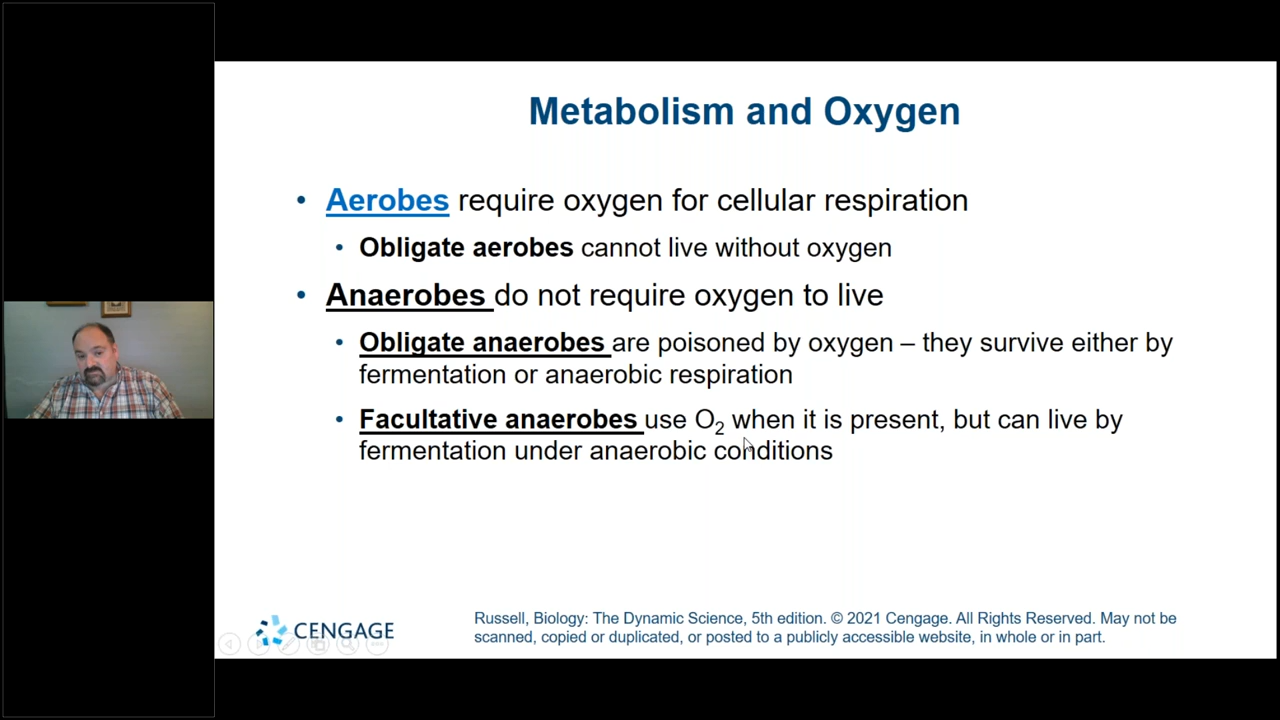 Metabolism and Oxygen
• Aerobes require oxygen for cellular respiration
• Obligate aerobes cannot live without oxygen
• Anaerobes do not require oxygen to live
• Obligate anaerobes are poisoned by oxygen – they survive either by
fermentation or anaerobic respiration
• Facultative anaerobes use O₂ when it is present, but can live by
fermentation under anaerobic conditions
CENGAGE
Russell, Biology: The Dynamic Science, 5th edition. © 2021 Cengage. All Rights Reserved. May not be
scanned, copied or duplicated, or posted to a publicly accessible website, in whole or in part.